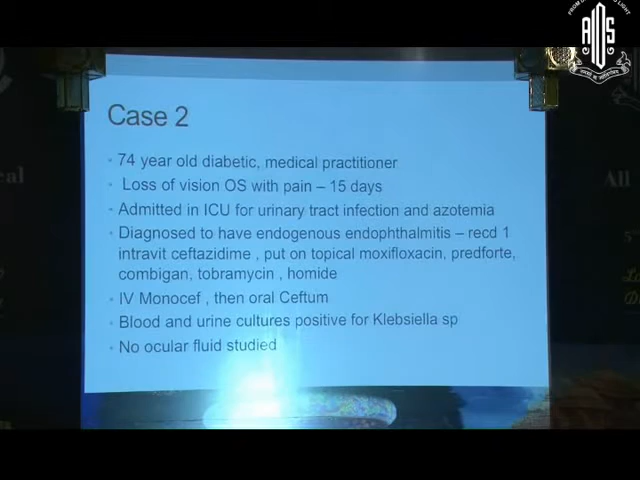 AIOS
Case 2
74 year old diabetic, medical practitioner
Loss of vision OS with pain – 15 days
Admitted in ICU for urinary tract infection and azotemia
Diagnosed to have endogenous endophthalmitis – recd 1
intravit ceftazidime , put on topical moxifloxacin, predforte,
combigan, tobramycin , homide
IV Monocef , then oral Ceftum
Blood and urine cultures positive for Klebsiella sp
No ocular fluid studied
All